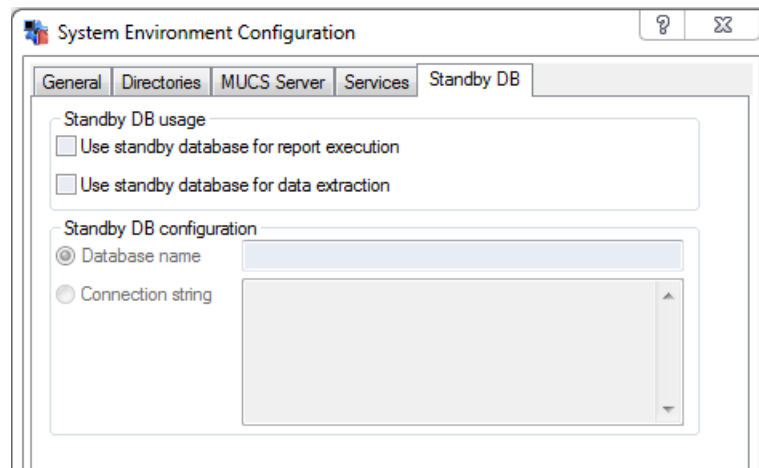 System Environment Configuration
General Directories MUCS Server Services Standby DB
Standby DB usage
Use standby database for report execution
Use standby database for data extraction
Standby DB configuration
Database name
Connection string